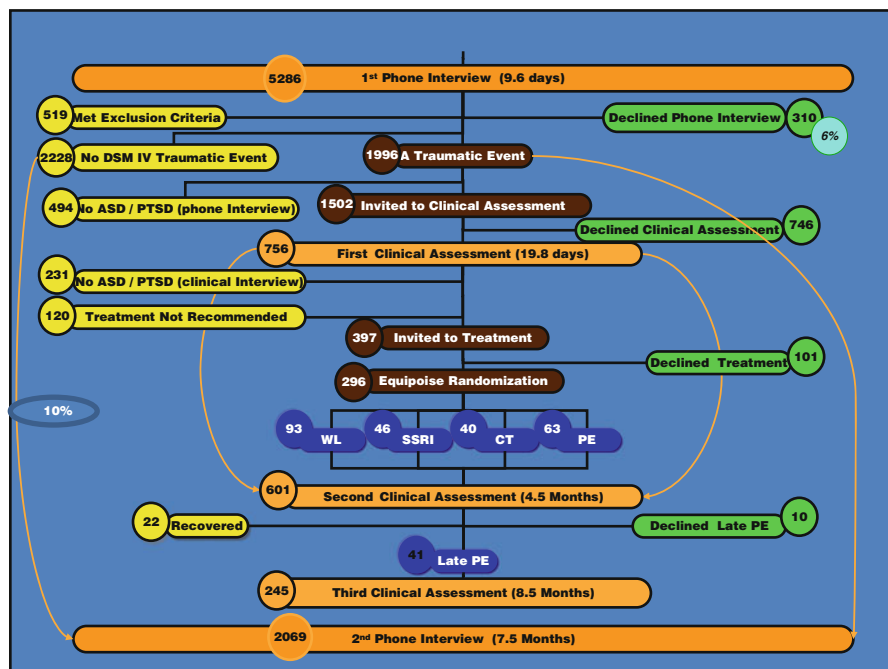 5286 1st Phone Interview (9.6 days)
519 Met Exclusion Criteria
Declined Phone Interview 310
6%
2228 No DSM IV Traumatic Event
1996 A Traumatic Event
494 No ASD / PTSD (phone Interview)
1502 Invited to Clinical Assessment
Declined Clinical Assessment 746
756 First Clinical Assessment (19.8 days)
231 No ASD / PTSD (clinical Interview)
120 Treatment Not Recommended
397 Invited to Treatment
Declined Treatment 101
296 Equipoise Randomization
10%
93 WL 46 SSRI 40 CT 63 PE
601 Second Clinical Assessment (4.5 Months)
22 Recovered
Declined Late PE 10
41 Late PE
245 Third Clinical Assessment (8.5 Months)
2069 2nd Phone Interview (7.5 Months)